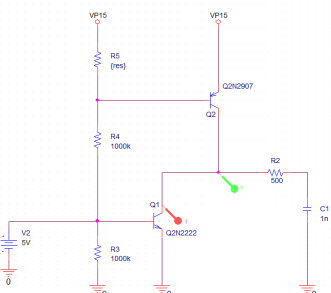 VP15
VP15
R5
{res}
Q2N2907
Q2
R4
1000k
R2
500
Q1
C1
1n
V2
5V
Q2N2222
R3
1000k
0